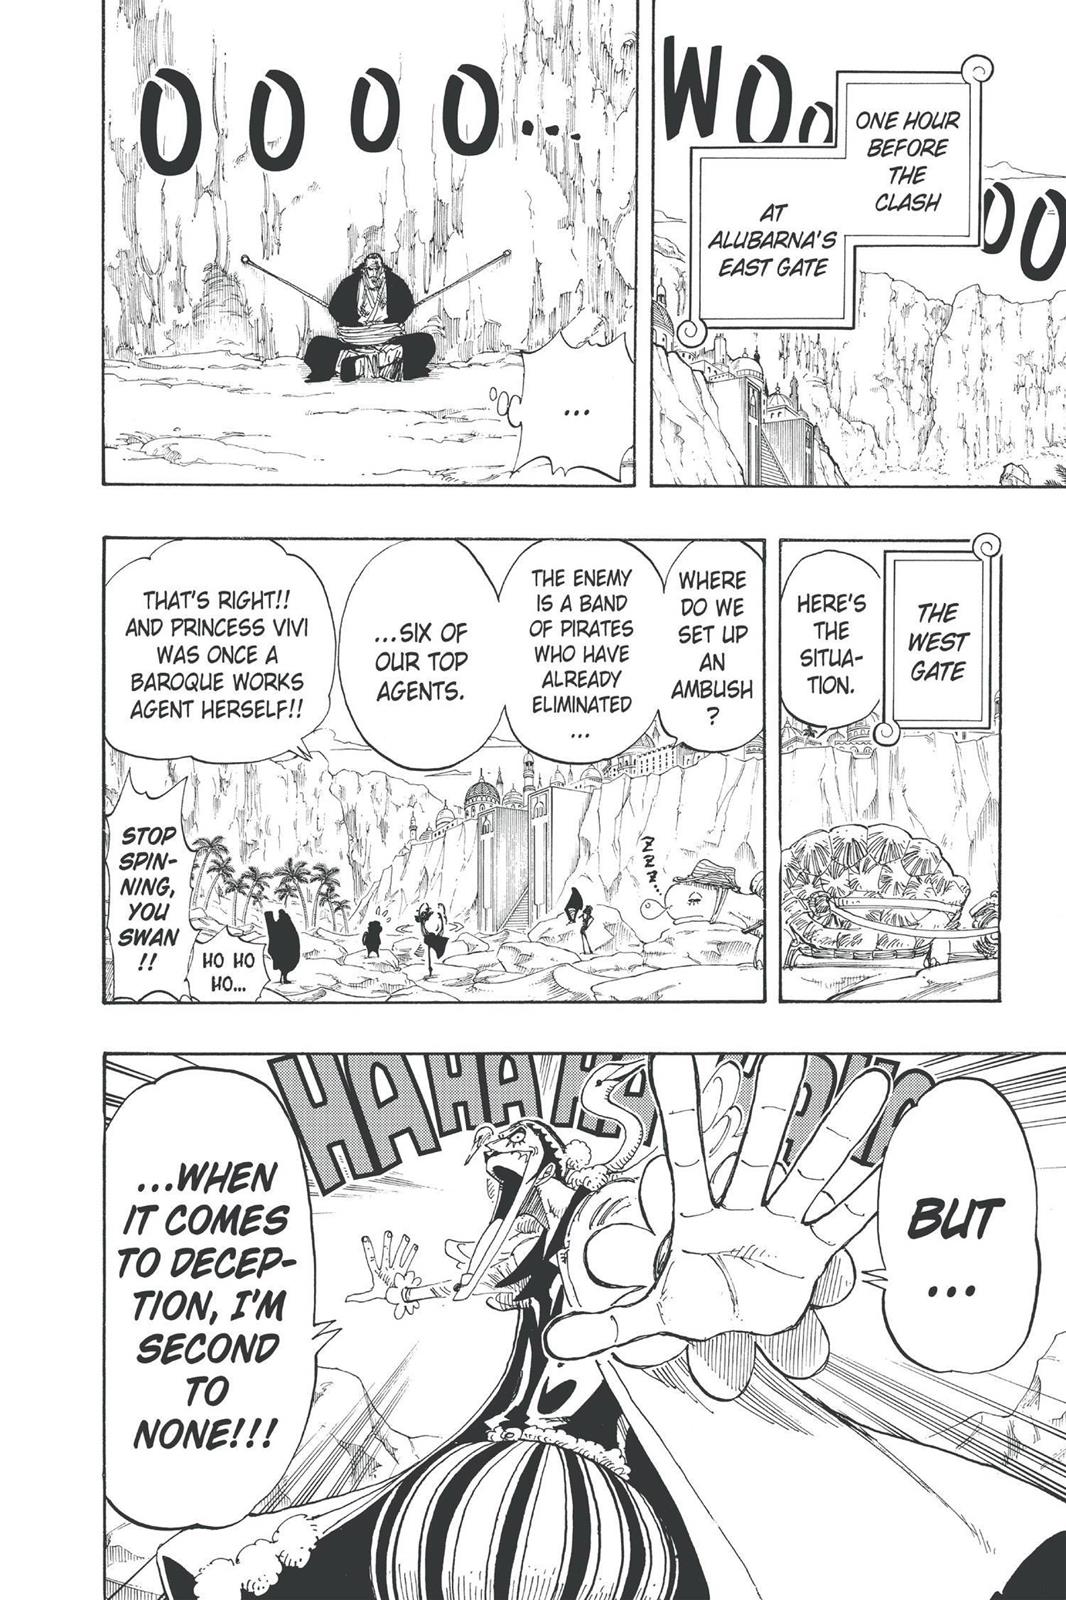 WOO
OO
ONE HOUR
BEFORE
THE
CLASH
AT
ALUBARNA'S
EAST GATE
OOOO...
...
THE
WEST
GATE
HERE'S
THE
SITUA-
TION.
WHERE
DO WE
SET UP
AN
AMBUSH
?
THE ENEMY
IS A BAND
OF PIRATES
WHO HAVE
ALREADY
ELIMINATED
...
...SIX OF
OUR TOP
AGENTS.
THAT'S RIGHT!!
AND PRINCESS VIVI
WAS ONCE A
BAROQUE WORKS
AGENT HERSELF!!
ZZZ...
STOP
SPIN-
NING,
YOU
SWAN
!!
HO HO
HO...
HAHAHA
BUT
...
...WHEN
IT COMES
TO DECEP-
TION, I'M
SECOND
TO
NONE!!!